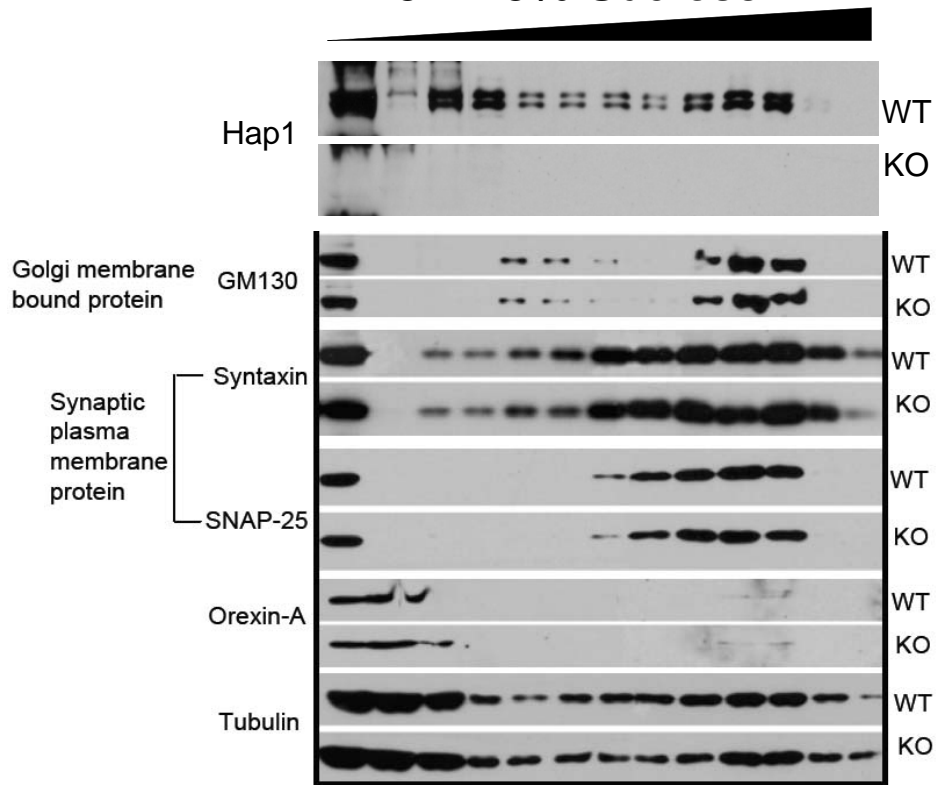 Hap1
WT
KO
Golgi membrane
bound protein
GM130
WT
KO
Synaptic
plasma
membrane
protein
Syntaxin
WT
KO
SNAP-25
WT
KO
Orexin-A
WT
KO
Tubulin
WT
KO